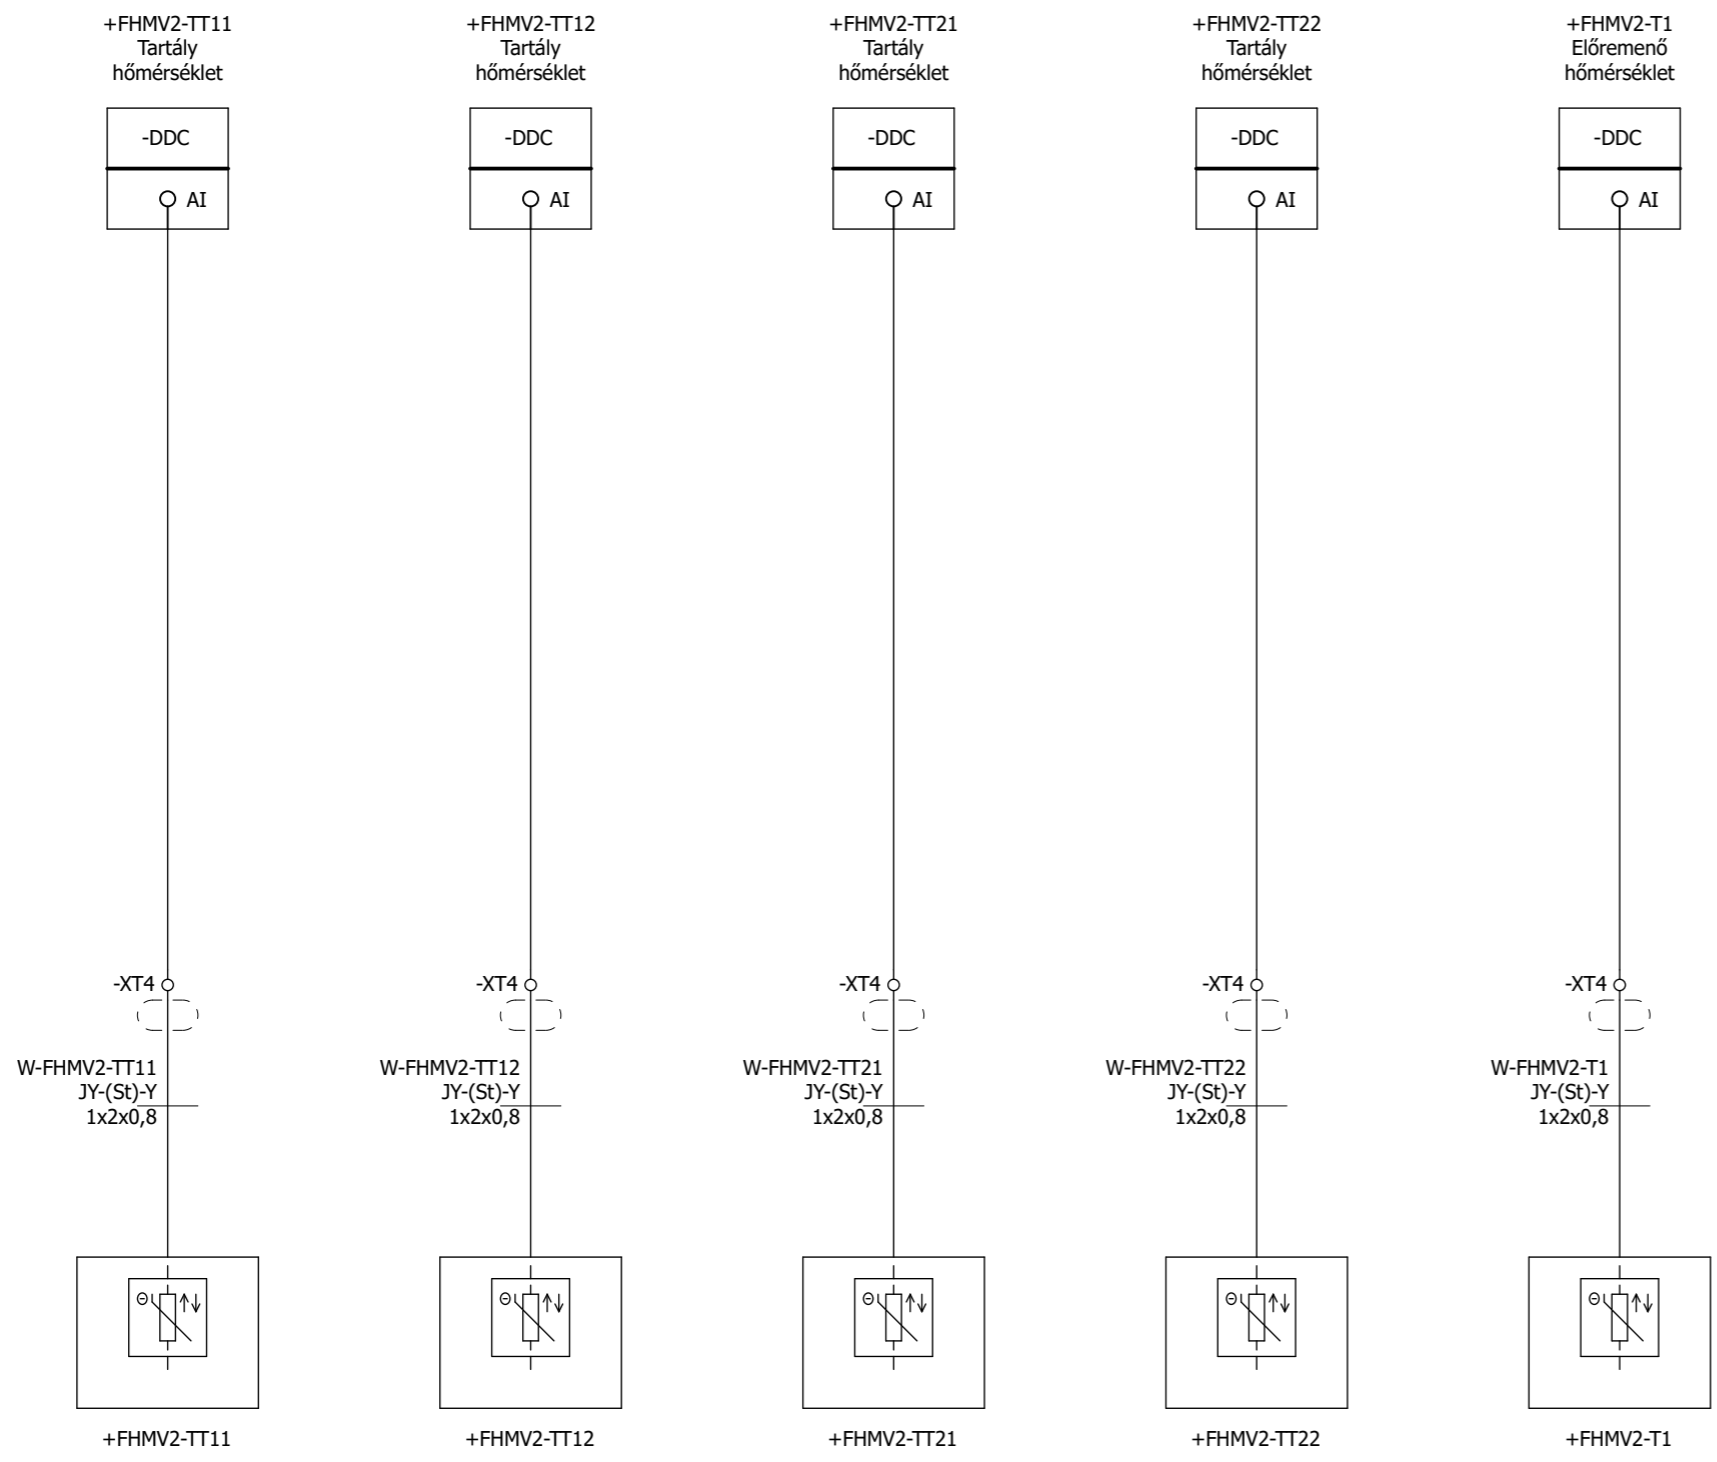 +FHMV2-TT11
Tartály
hőmérséklet
-DDC
AI
-XT4
W-FHMV2-TT11
JY-(St)-Y
1x2x0,8
Θ
+FHMV2-TT11
+FHMV2-TT12
Tartály
hőmérséklet
-DDC
AI
-XT4
W-FHMV2-TT12
JY-(St)-Y
1x2x0,8
Θ
+FHMV2-TT12
+FHMV2-TT21
Tartály
hőmérséklet
-DDC
AI
-XT4
W-FHMV2-TT21
JY-(St)-Y
1x2x0,8
Θ
+FHMV2-TT21
+FHMV2-TT22
Tartály
hőmérséklet
-DDC
AI
-XT4
W-FHMV2-TT22
JY-(St)-Y
1x2x0,8
Θ
+FHMV2-TT22
+FHMV2-T1
Előremenő
hőmérséklet
-DDC
AI
-XT4
W-FHMV2-T1
JY-(St)-Y
1x2x0,8
Θ
+FHMV2-T1